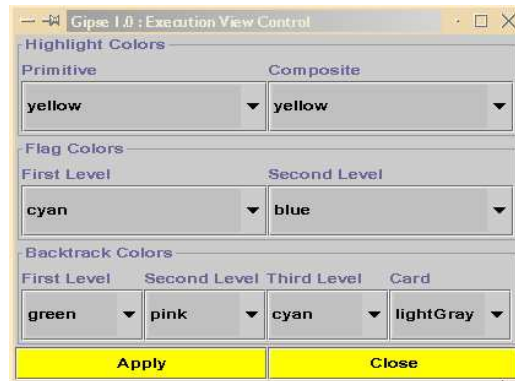 Gipse 1.0 : Execution View Control
Highlight Colors
Primitive Composite
yellow yellow
Flag Colors
First Level Second Level
cyan blue
Backtrack Colors
First Level Second Level Third Level Card
green pink cyan lightGray
Apply Close